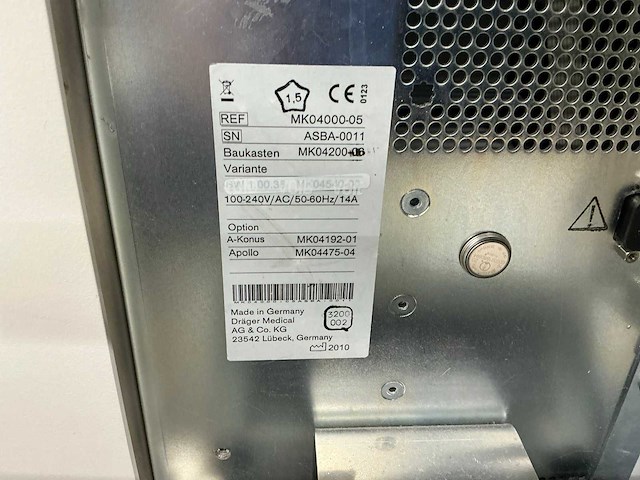 1,5 CE 0123
REF MK04000-05
SN ASBA-0011
Baukasten MK04200-
Variante
100-240V/AC/50-60Hz/14A
Option
A-Konus MK04192-01
Apollo MK04475-04
Made in Germany
Dräger Medical
AG & Co. KG
23542 Lübeck, Germany
3200
002
2010